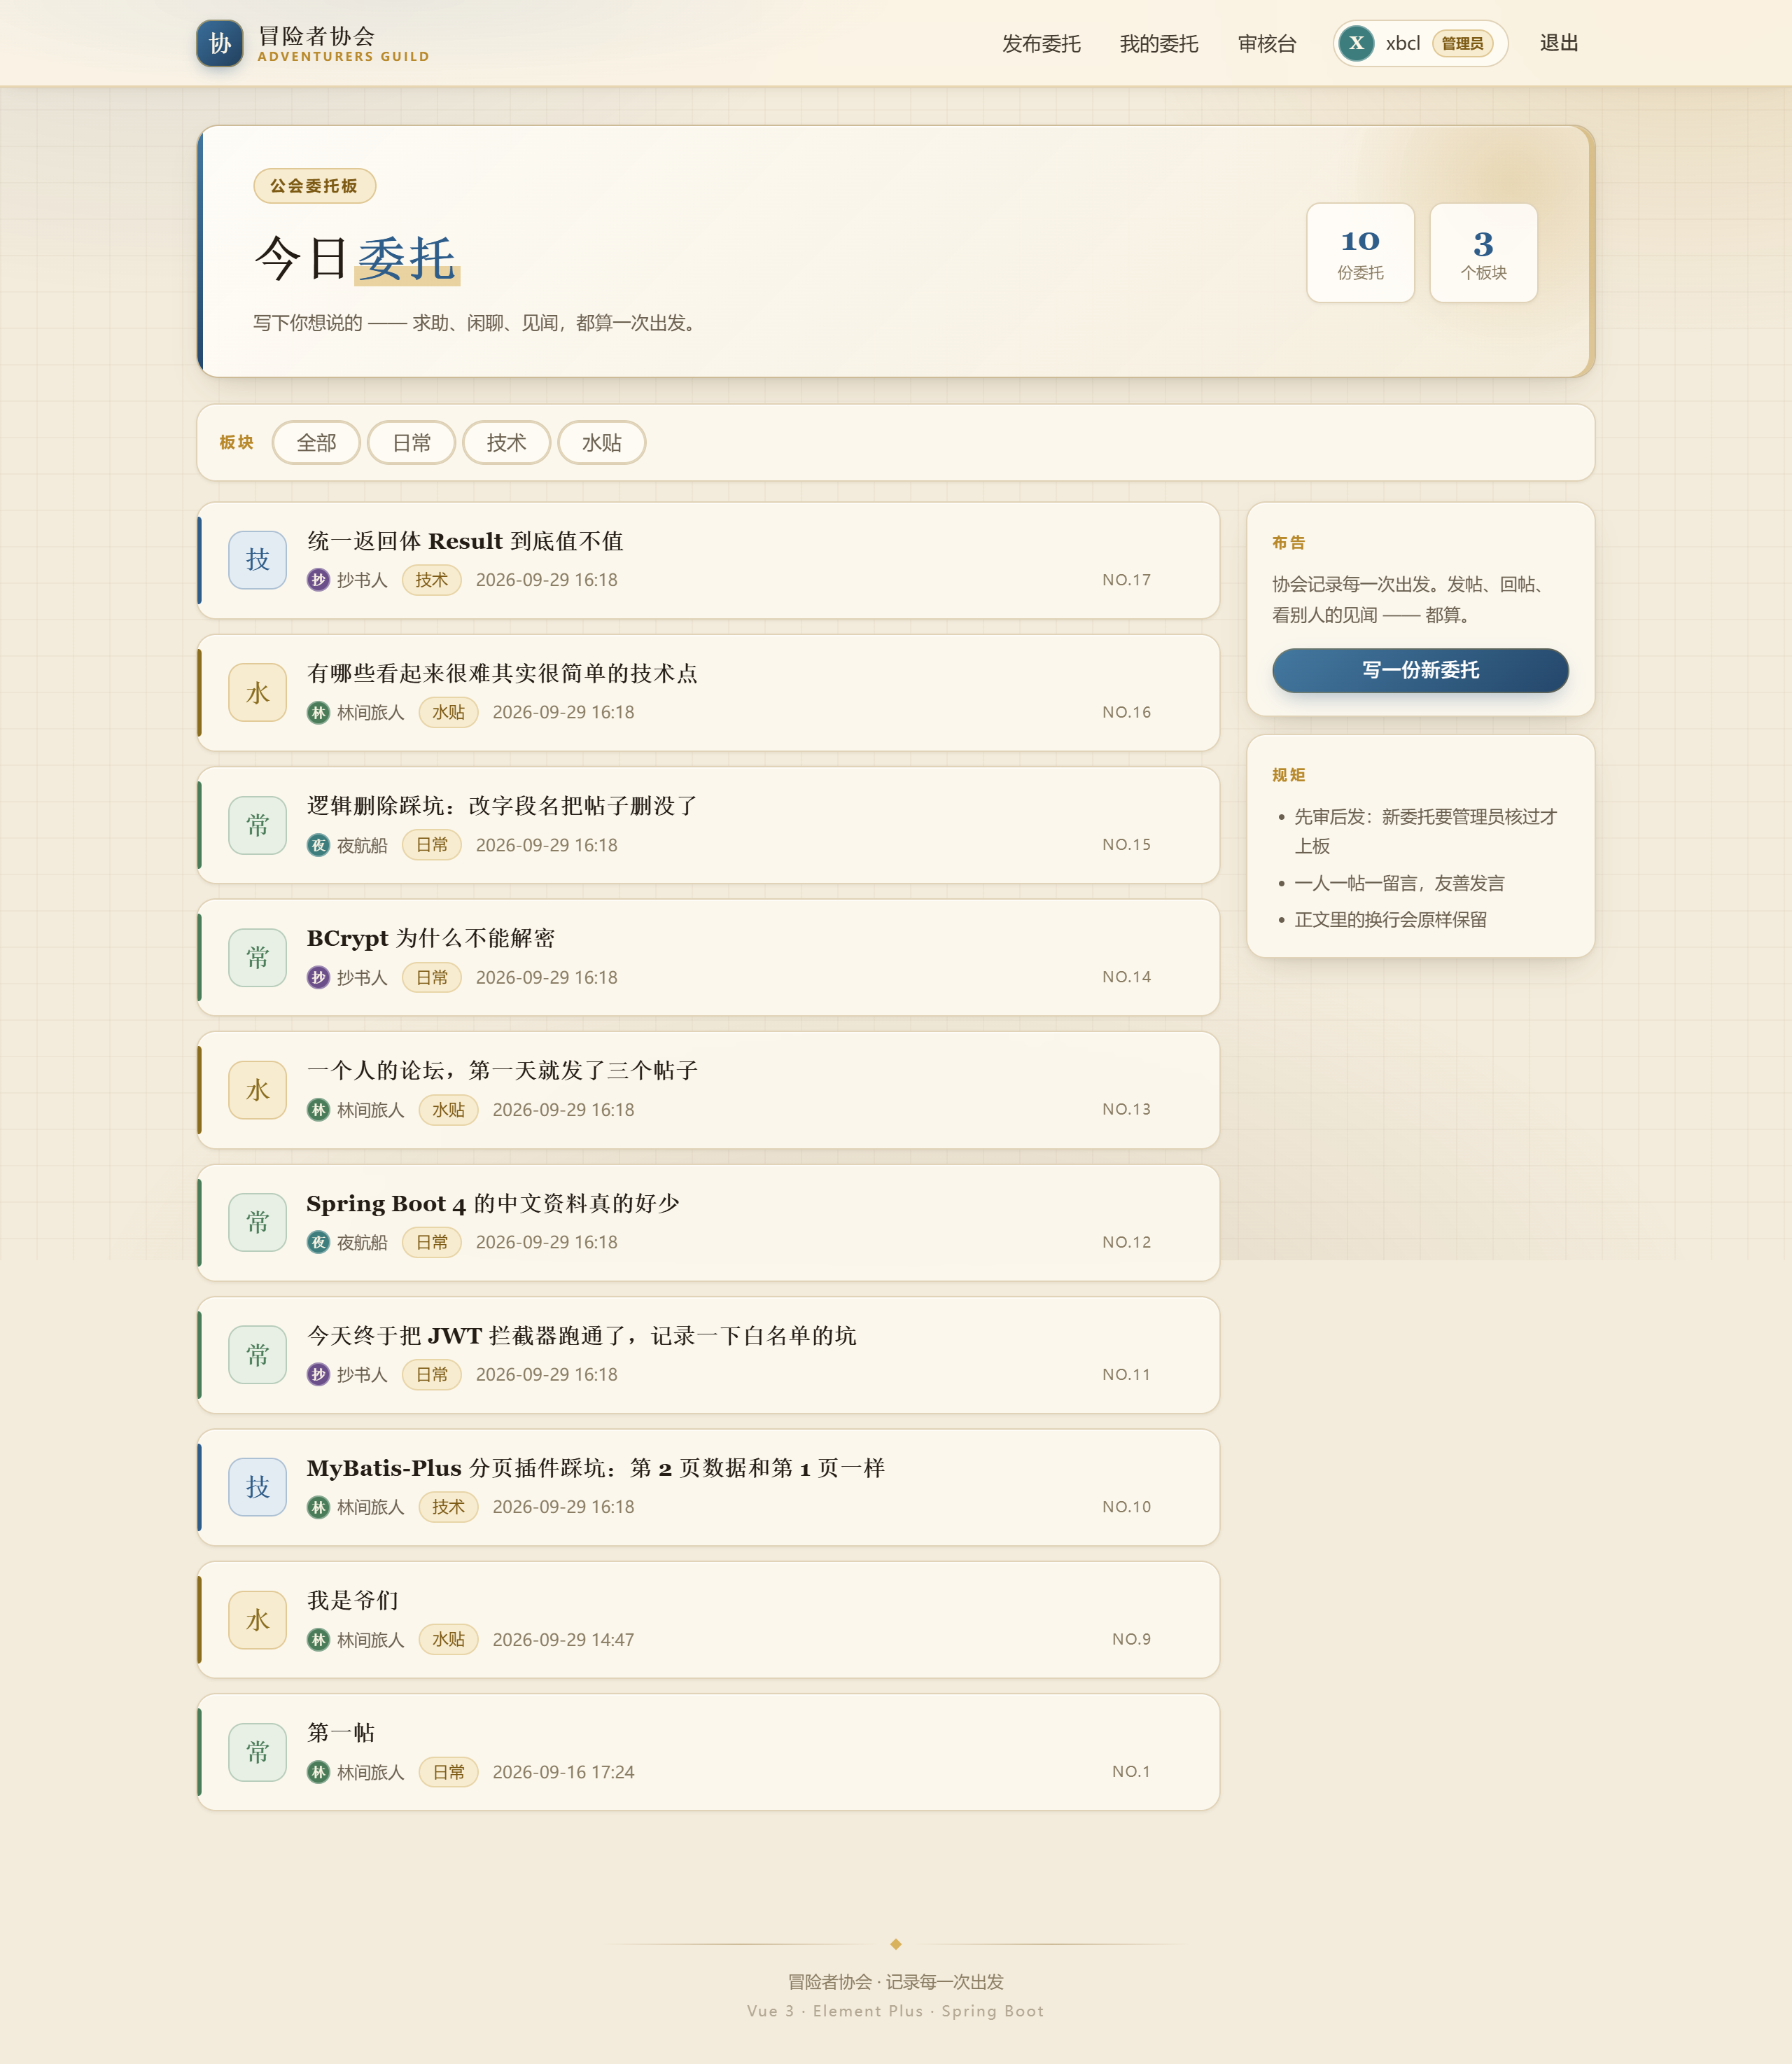 协
冒险者协会
ADVENTURERS GUILD
发布委托
我的委托
审核台
X
xbcl
管理员
退出
公会委托板
今日委托
写下你想说的 —— 求助、闲聊、见闻，都算一次出发。
10
份委托
3
个板块
板块
全部
日常
技术
水贴
技
统一返回体 Result 到底值不值
抄 抄书人 技术 2026-09-29 16:18 NO.17
水
有哪些看起来很难其实很简单的技术点
林 林间旅人 水贴 2026-09-29 16:18 NO.16
常
逻辑删除踩坑：改字段名把帖子删没了
夜 夜航船 日常 2026-09-29 16:18 NO.15
常
BCrypt 为什么不能解密
抄 抄书人 日常 2026-09-29 16:18 NO.14
水
一个人的论坛，第一天就发了三个帖子
林 林间旅人 水贴 2026-09-29 16:18 NO.13
常
Spring Boot 4 的中文资料真的好少
夜 夜航船 日常 2026-09-29 16:18 NO.12
常
今天终于把 JWT 拦截器跑通了，记录一下白名单的坑
抄 抄书人 日常 2026-09-29 16:18 NO.11
技
MyBatis-Plus 分页插件踩坑：第 2 页数据和第 1 页一样
林 林间旅人 技术 2026-09-29 16:18 NO.10
水
我是爷们
林 林间旅人 水贴 2026-09-29 14:47 NO.9
常
第一帖
林 林间旅人 日常 2026-09-16 17:24 NO.1
布告
协会记录每一次出发。发帖、回帖、
看别人的见闻 —— 都算。
写一份新委托
规矩
• 先审后发：新委托要管理员核过才
上板
• 一人一帖一留言，友善发言
• 正文里的换行会原样保留
冒险者协会 · 记录每一次出发
Vue 3 · Element Plus · Spring Boot